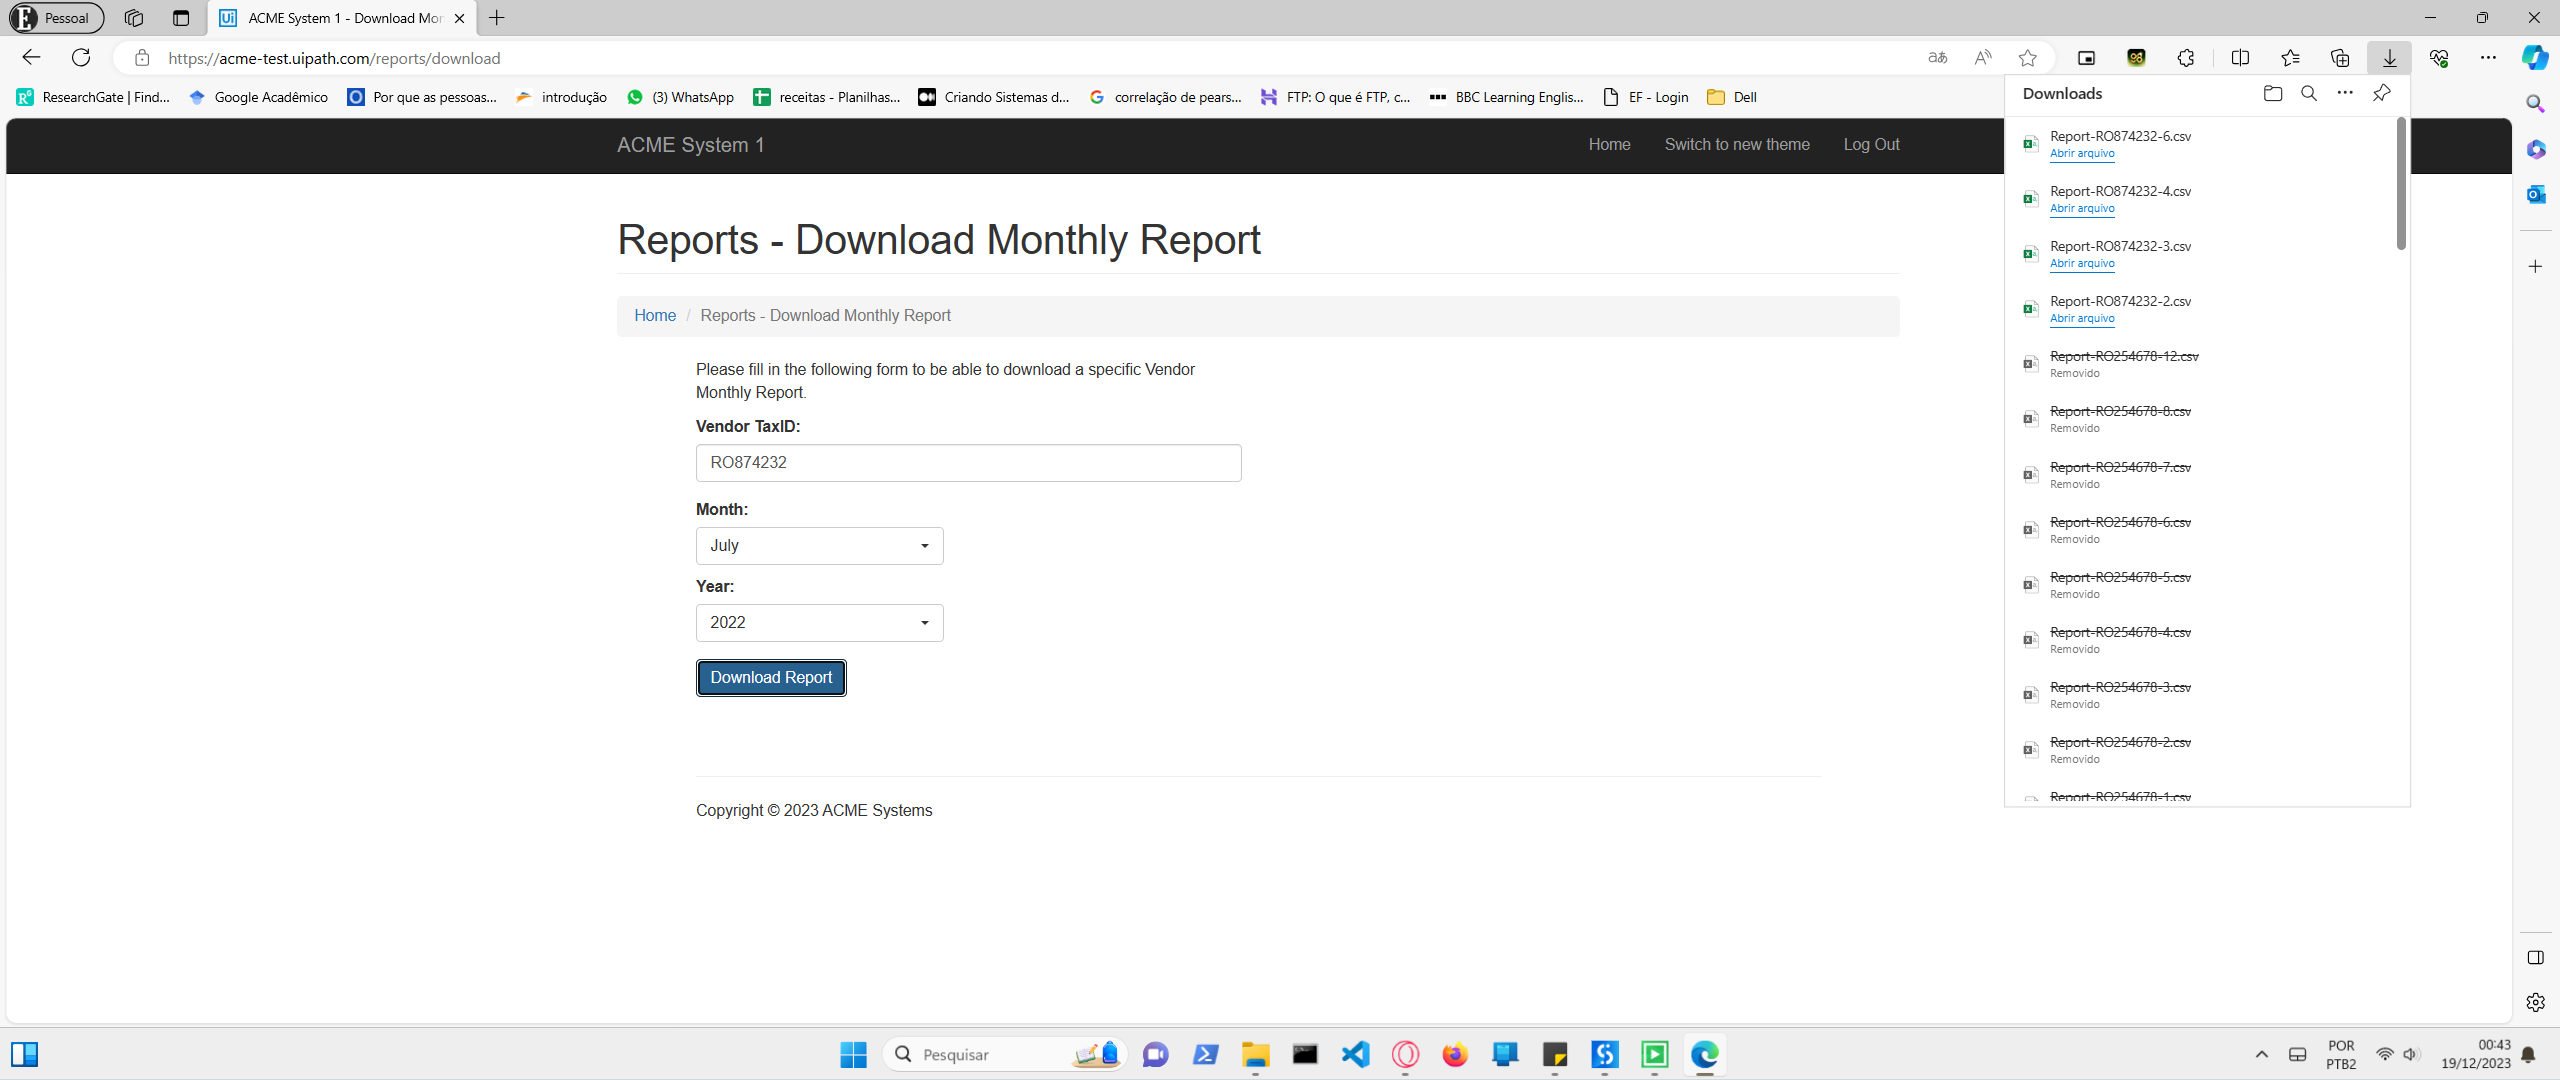 Pessoal
ACME System 1 - Download Mor
https://acme-test.uipath.com/reports/download
ResearchGate | Find...
Google Acadêmico
Por que as pessoas...
introdução
(3) WhatsApp
receitas - Planilhas...
Criando Sistemas d...
correlação de pears...
FTP: O que é FTP, c...
BBC Learning Englis...
EF - Login
Dell
ACME System 1
Home
Switch to new theme
Log Out
Reports - Download Monthly Report
Home / Reports - Download Monthly Report
Please fill in the following form to be able to download a specific Vendor
Monthly Report.
Vendor TaxID:
RO874232
Month:
July
Year:
2022
Download Report
Copyright © 2023 ACME Systems
Downloads
Report-RO874232-6.csv
Abrir arquivo
Report-RO874232-4.csv
Abrir arquivo
Report-RO874232-3.csv
Abrir arquivo
Report-RO874232-2.csv
Abrir arquivo
Report-RO254678-12.csv
Removido
Report-RO254678-8.csv
Removido
Report-RO254678-7.csv
Removido
Report-RO254678-6.csv
Removido
Report-RO254678-5.csv
Removido
Report-RO254678-4.csv
Removido
Report-RO254678-3.csv
Removido
Report-RO254678-2.csv
Removido
Report-RO254678-1.csv
Pesquisar
POR
PTB2
00:43
19/12/2023